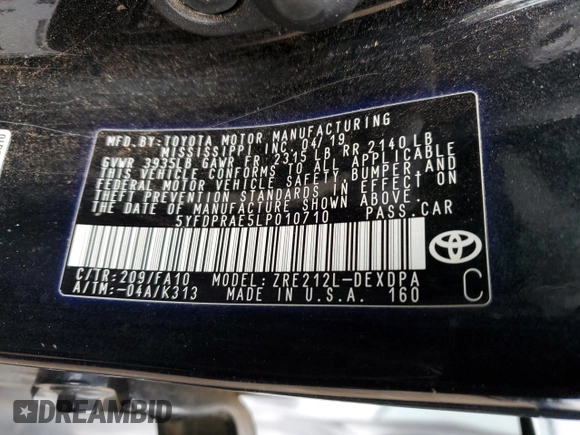 MFD. BY:TOYOTA MOTOR MANUFACTURING
MISSISSIPPI, INC. 04/19
GVWR 3935LB GAWR FR. 2315 LB, RR 2140 LB
THIS VEHICLE CONFORMS TO ALL APPLICABLE
FEDERAL MOTOR VEHICLE SAFETY, BUMPER, AND
THEFT PREVENTION STANDARDS IN EFFECT ON
THE DATE OF MANUFACTURE SHOWN ABOVE.
5YFDPRAE5LP010710 PASS.CAR
C/TR: 209/FA10 MODEL: ZRE212L-DEXDPA
A/TM:-04A/K313 MADE IN U.S.A. 160
C
DREAMBID